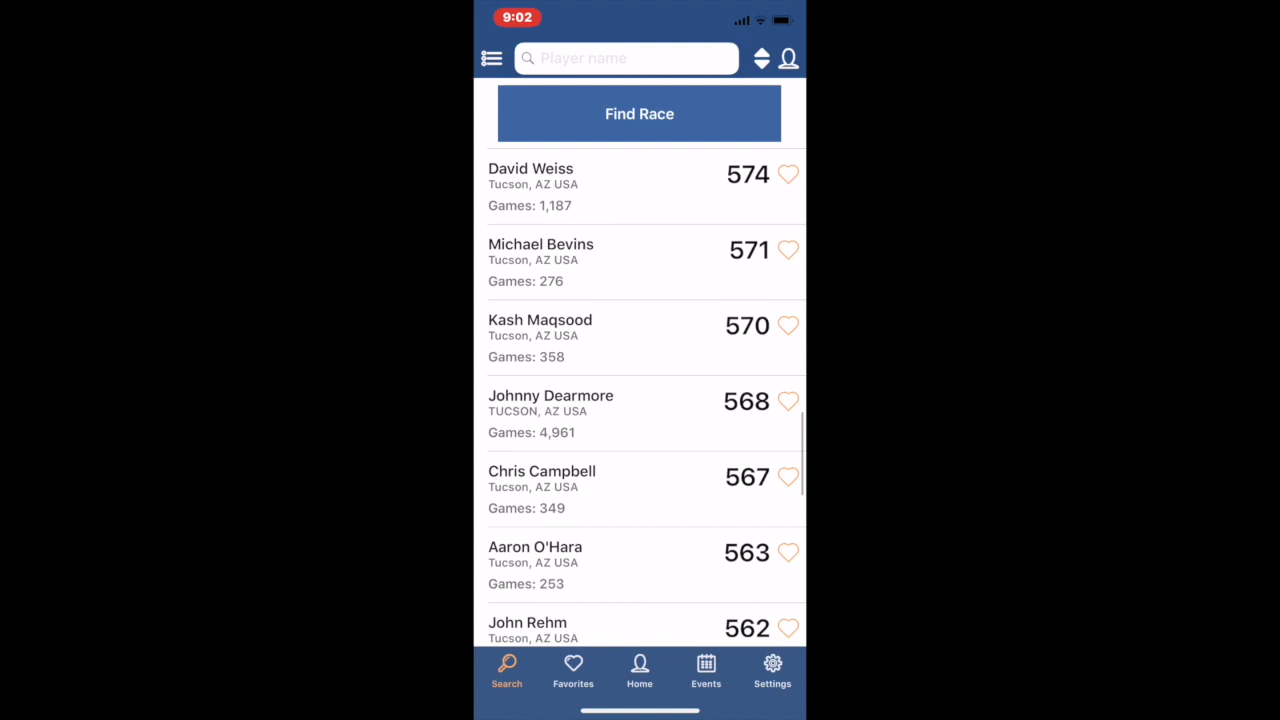 9:02
Player name
Find Race
David Weiss
574
Tucson, AZ USA
Games: 1,187
Michael Bevins
571
Tucson, AZ USA
Games: 276
Kash Maqsood
570
Tucson, AZ USA
Games: 358
Johnny Dearmore
568
TUCSON, AZ USA
Games: 4,961
Chris Campbell
567
Tucson, AZ USA
Games: 349
Aaron O'Hara
563
Tucson, AZ USA
Games: 253
John Rehm
562
Tucson, AZ USA
Search Favorites Home Events Settings